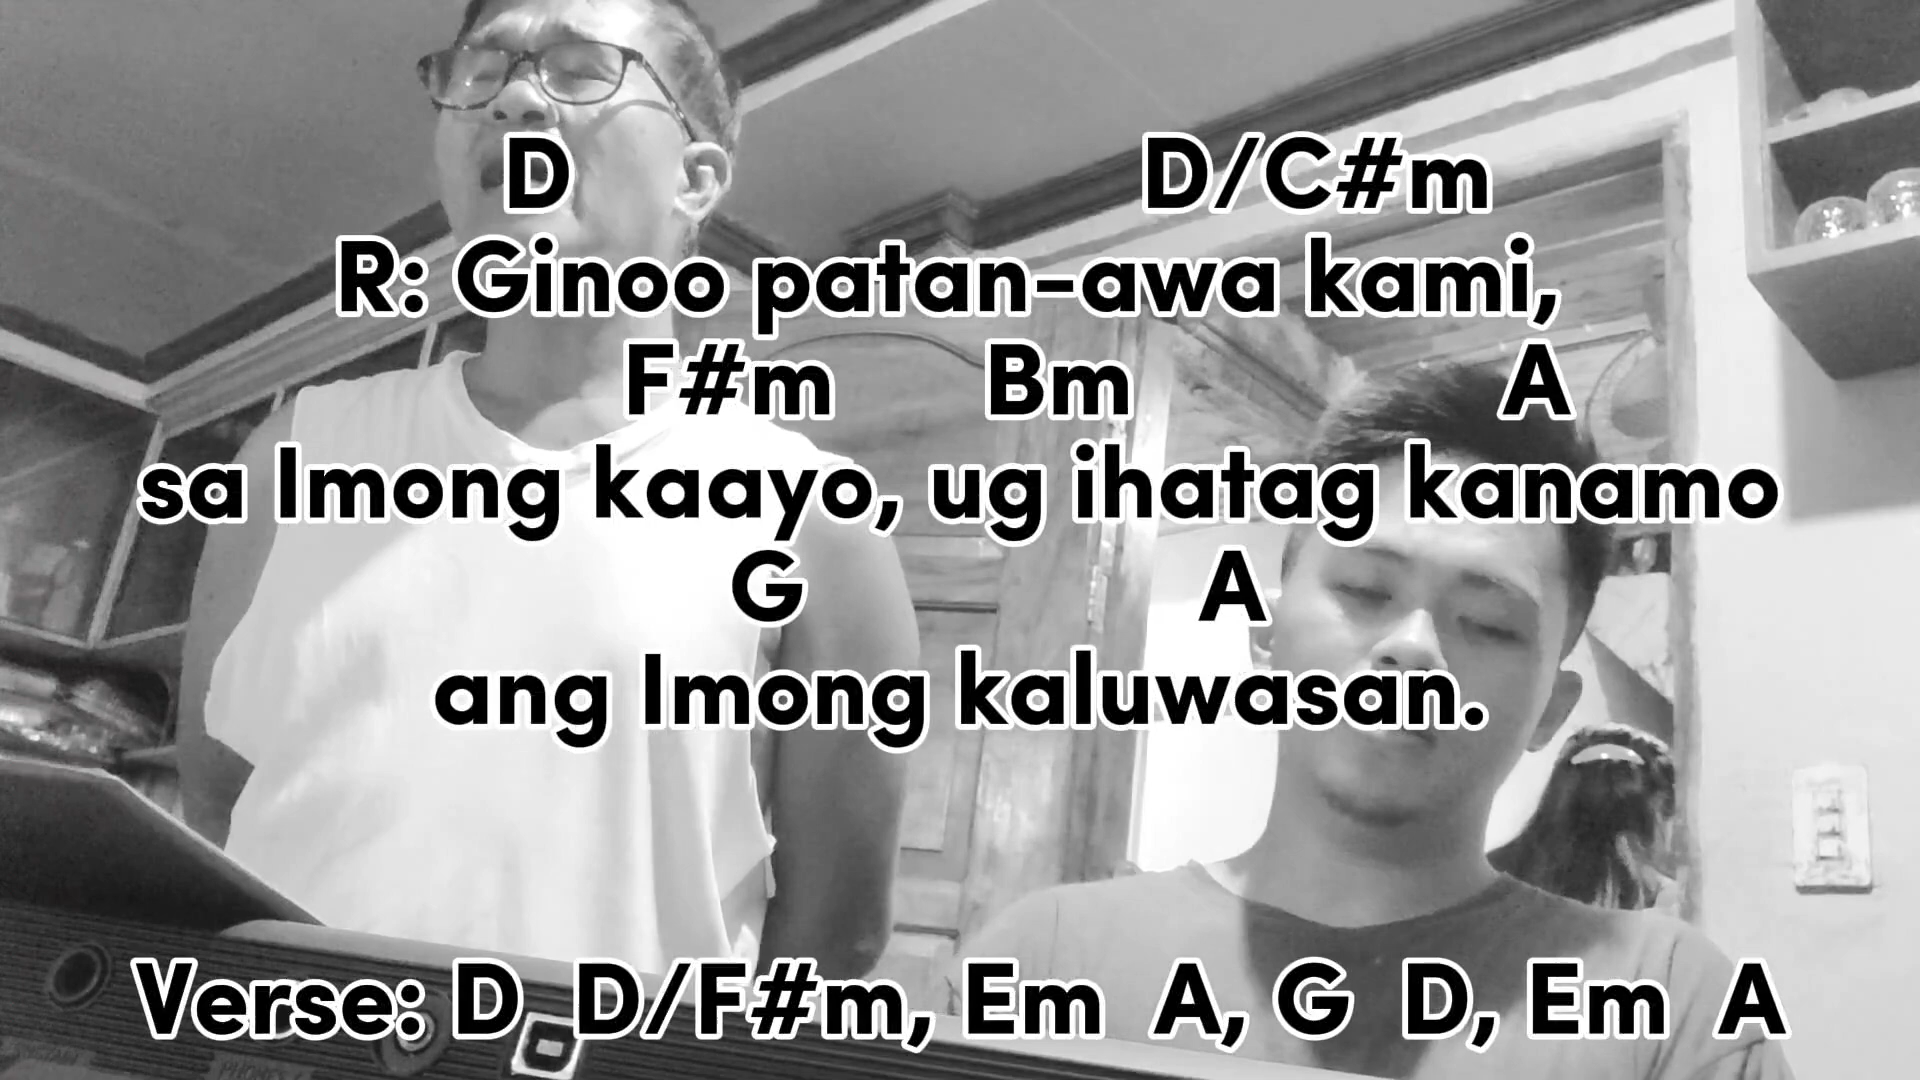 D D/C#m
R: Ginoo patan-awa kami,
F#m Bm A
sa Imong kaayo, ug ihatag kanamo
G A
ang Imong kaluwasan.
Verse: D D/F#m, Em A, G D, Em A